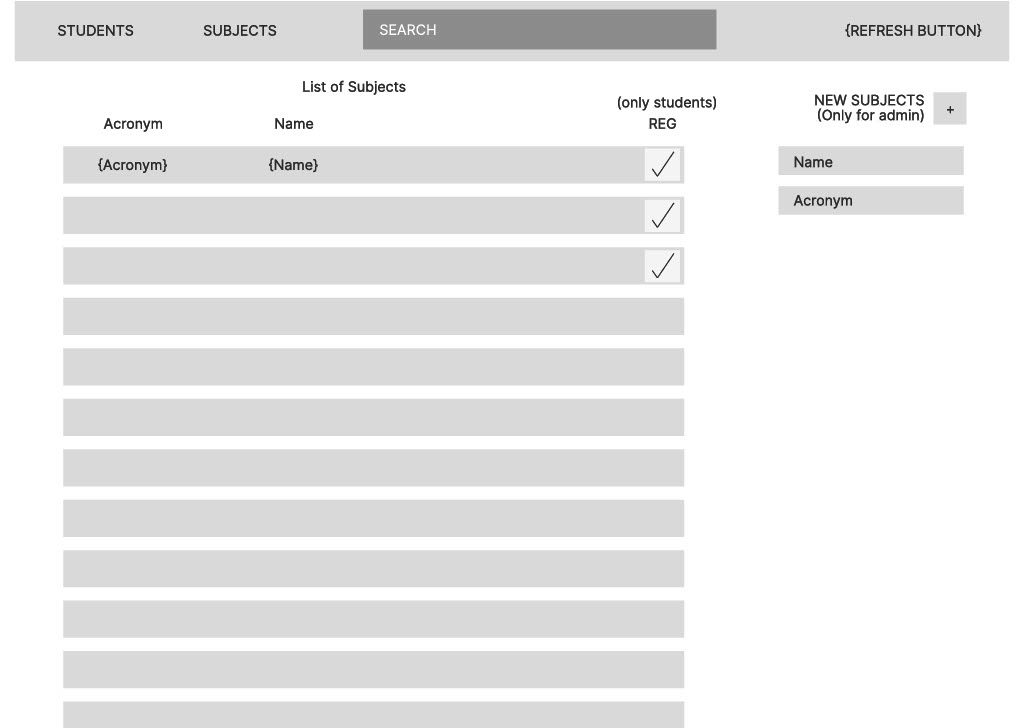 STUDENTS
SUBJECTS
SEARCH
{REFRESH BUTTON}
List of Subjects
(only students)
Acronym
Name
REG
{Acronym}
{Name}
NEW SUBJECTS
(Only for admin)
+
Name
Acronym